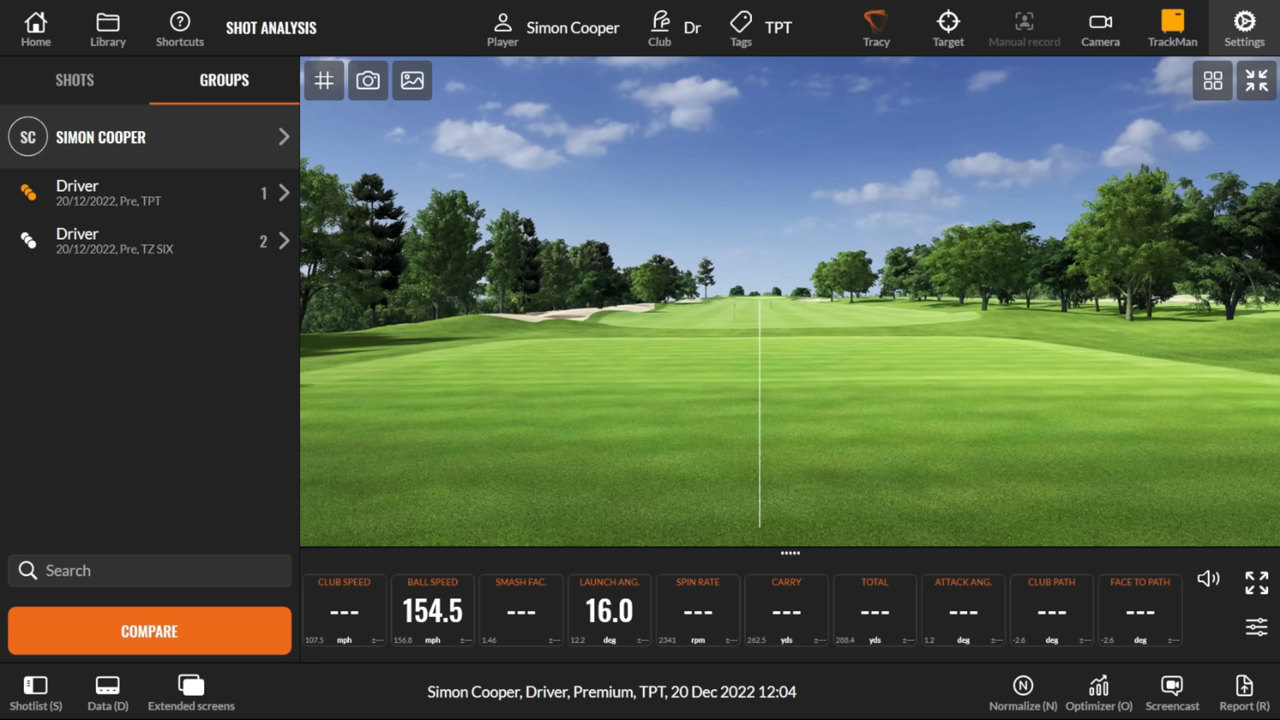 Home
Library
Shortcuts
SHOT ANALYSIS
Player
Simon Cooper
Club
Dr
Tags
TPT
Tracy
Target
Manual record
Camera
TrackMan
Settings
SHOTS
GROUPS
SC
SIMON COOPER
Driver
20/12/2022, Pre, TPT
1
Driver
20/12/2022, Pre, TZ SIX
2
Search
COMPARE
CLUB SPEED
---
107.5 mph ±---
BALL SPEED
154.5
156.8 mph ±---
SMASH FAC.
---
1.46 ±---
LAUNCH ANG.
16.0
12.2 deg ±---
SPIN RATE
---
2341 rpm ±---
CARRY
---
262.5 yds ±---
TOTAL
---
288.4 yds ±---
ATTACK ANG.
---
1.2 deg ±---
CLUB PATH
---
-2.6 deg ±---
FACE TO PATH
---
-2.6 deg ±---
Shotlist (S)
Data (D)
Extended screens
Simon Cooper, Driver, Premium, TPT, 20 Dec 2022 12:04
N
Normalize (N)
Optimizer (O)
Screencast
Report (R)